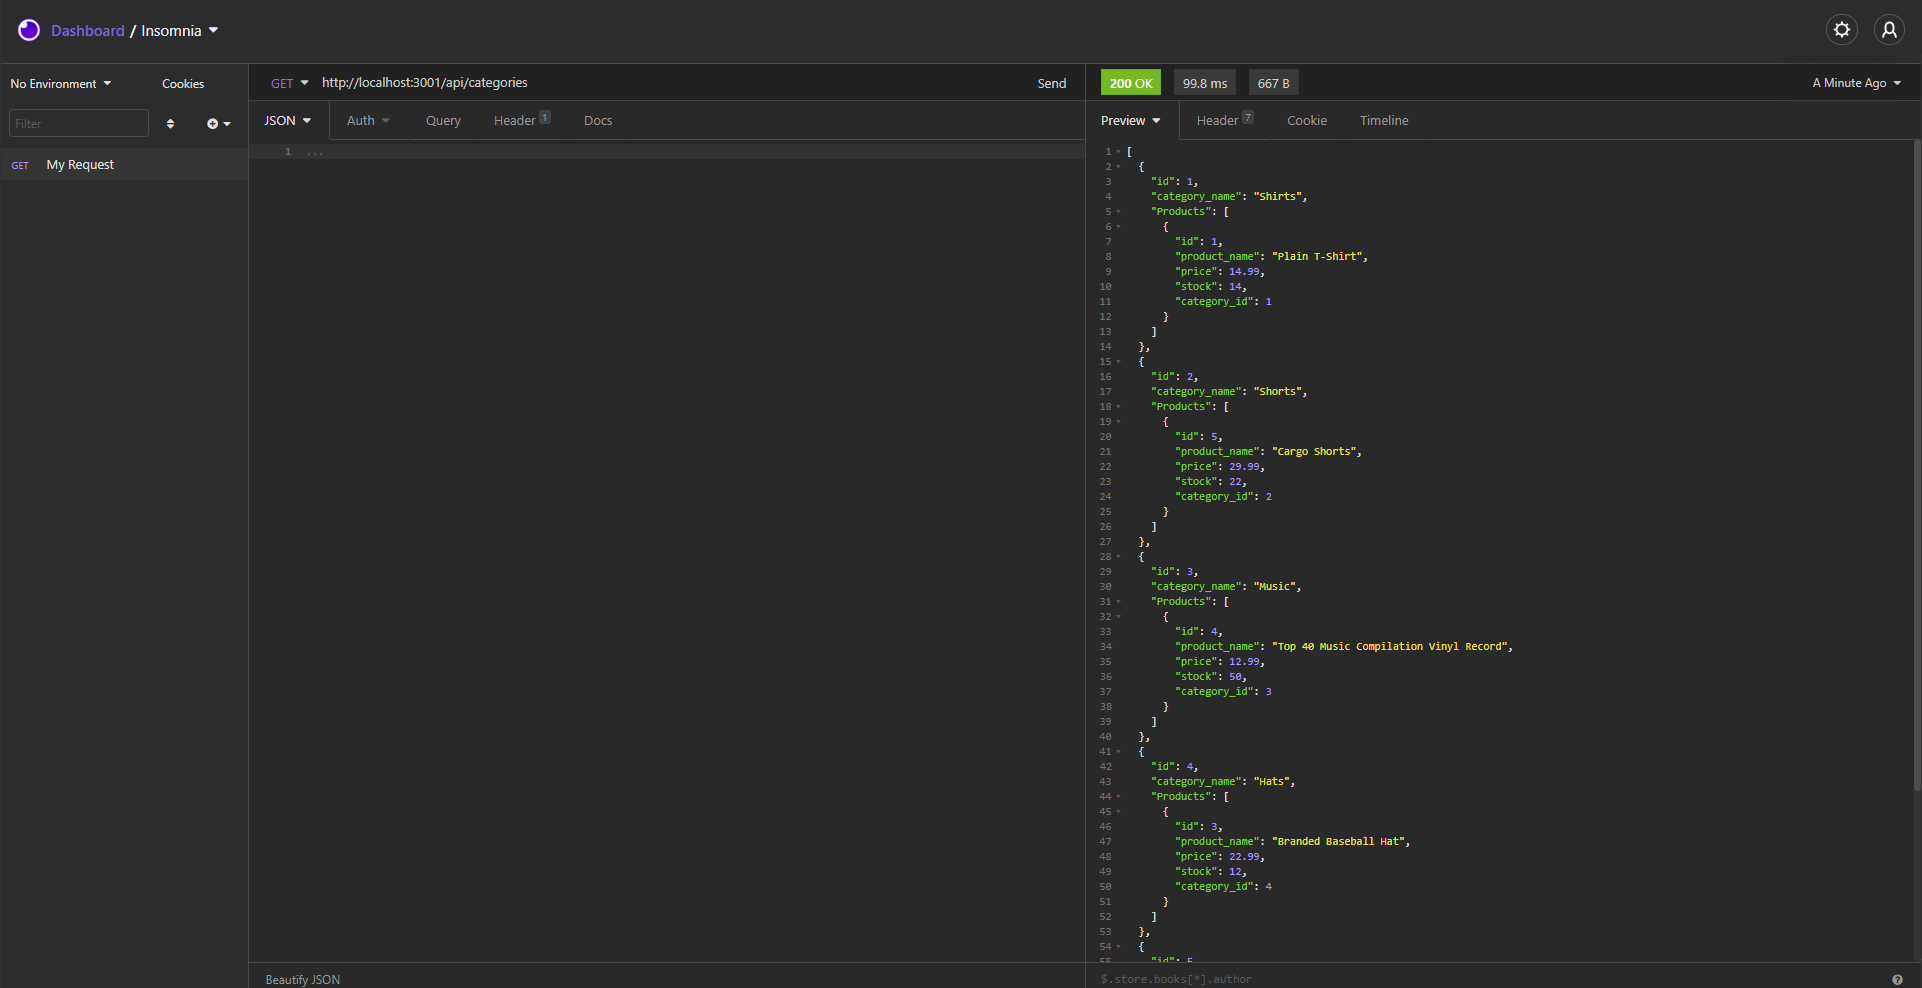 Dashboard / Insomnia
No Environment
Cookies
Filter
GET My Request
GET http://localhost:3001/api/categories Send
JSON Auth Query Header 1 Docs
1 ...
Beautify JSON
200 OK 99.8 ms 667 B A Minute Ago
Preview Header 7 Cookie Timeline
1 [
2 {
3 "id": 1,
4 "category_name": "Shirts",
5 "Products": [
6 {
7 "id": 1,
8 "product_name": "Plain T-Shirt",
9 "price": 14.99,
10 "stock": 14,
11 "category_id": 1
12 }
13 ]
14 },
15 {
16 "id": 2,
17 "category_name": "Shorts",
18 "Products": [
19 {
20 "id": 5,
21 "product_name": "Cargo Shorts",
22 "price": 29.99,
23 "stock": 22,
24 "category_id": 2
25 }
26 ]
27 },
28 {
29 "id": 3,
30 "category_name": "Music",
31 "Products": [
32 {
33 "id": 4,
34 "product_name": "Top 40 Music Compilation Vinyl Record",
35 "price": 12.99,
36 "stock": 50,
37 "category_id": 3
38 }
39 ]
40 },
41 {
42 "id": 4,
43 "category_name": "Hats",
44 "Products": [
45 {
46 "id": 3,
47 "product_name": "Branded Baseball Hat",
48 "price": 22.99,
49 "stock": 12,
50 "category_id": 4
51 }
52 ]
53 },
54 {
55 "id": 5
$.store.books[*].author